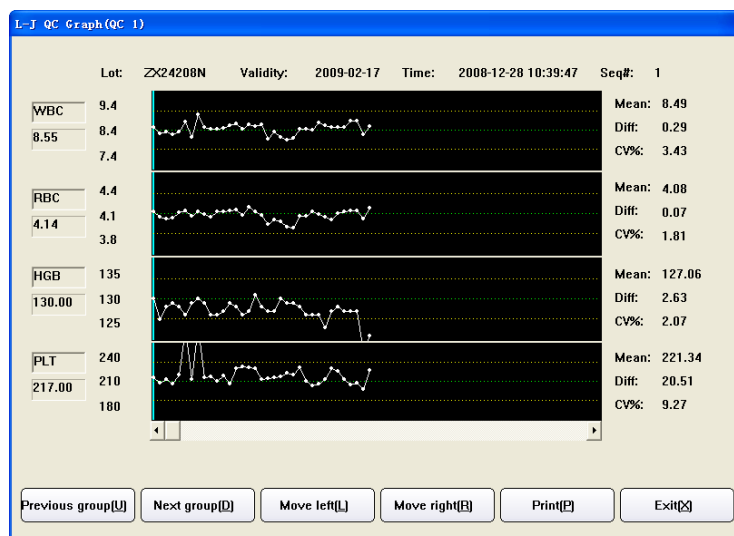 L-J QC Graph(QC 1)
Lot: ZX24208N Validity: 2009-02-17 Time: 2008-12-28 10:39:47 Seq#: 1
WBC 9.4 Mean: 8.49
8.55 8.4 Diff: 0.29
7.4 CV%: 3.43
RBC 4.4 Mean: 4.08
4.14 4.1 Diff: 0.07
3.8 CV%: 1.81
HGB 135 Mean: 127.06
130.00 130 Diff: 2.63
125 CV%: 2.07
PLT 240 Mean: 221.34
217.00 210 Diff: 20.51
180 CV%: 9.27
Previous group[U] Next group[D] Move left[L] Move right[R] Print[P] Exit[X]